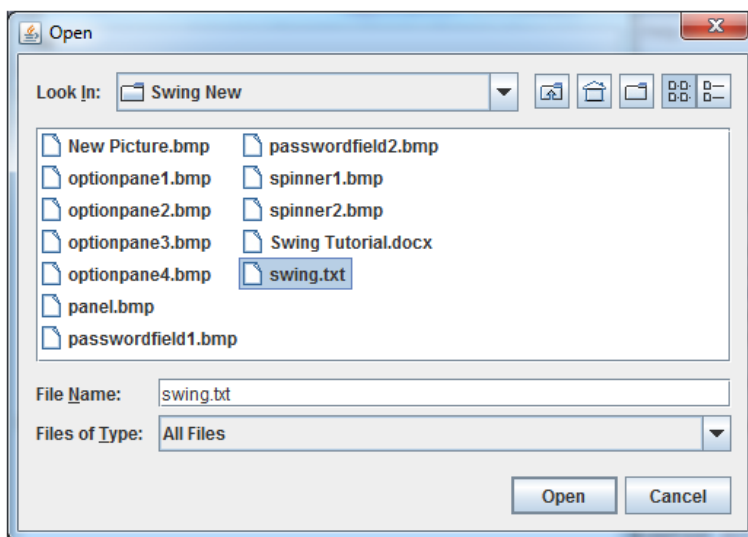 Open
Look In: Swing New
New Picture.bmp
optionpane1.bmp
optionpane2.bmp
optionpane3.bmp
optionpane4.bmp
panel.bmp
passwordfield1.bmp
passwordfield2.bmp
spinner1.bmp
spinner2.bmp
Swing Tutorial.docx
swing.txt
File Name: swing.txt
Files of Type: All Files
Open Cancel